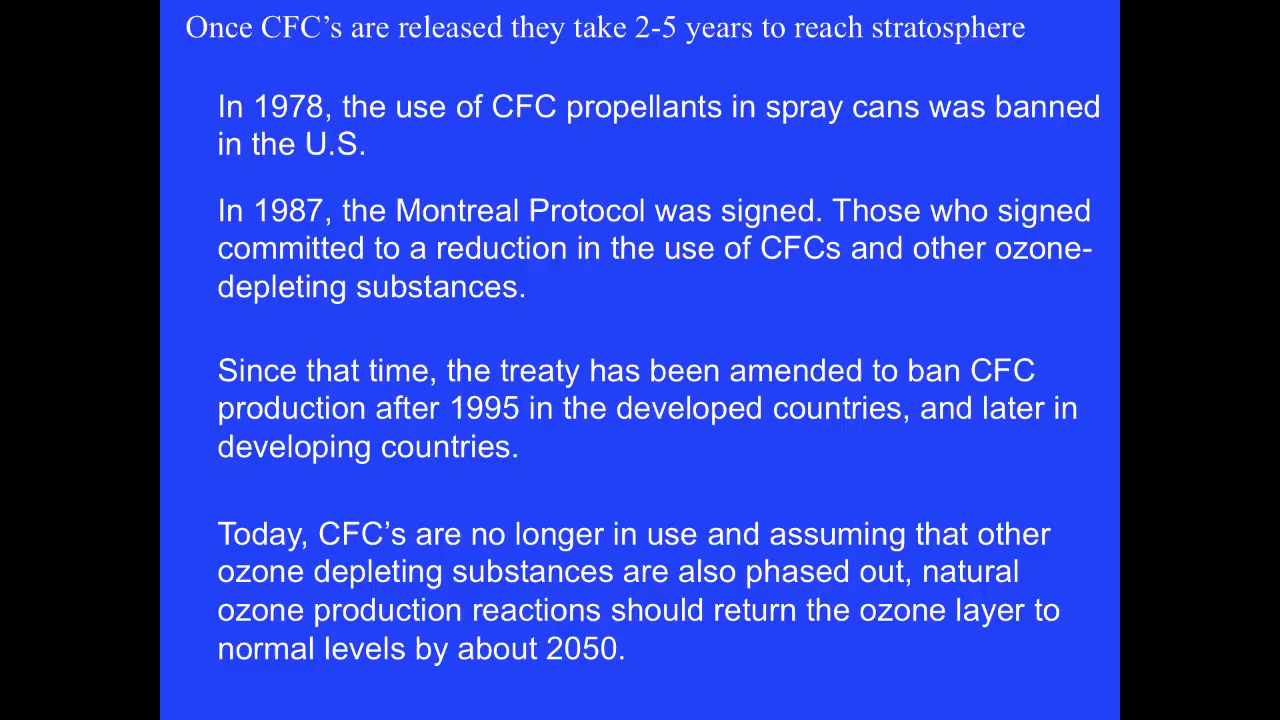 Once CFC’s are released they take 2-5 years to reach stratosphere
In 1978, the use of CFC propellants in spray cans was banned
in the U.S.
In 1987, the Montreal Protocol was signed. Those who signed
committed to a reduction in the use of CFCs and other ozone-
depleting substances.
Since that time, the treaty has been amended to ban CFC
production after 1995 in the developed countries, and later in
developing countries.
Today, CFC’s are no longer in use and assuming that other
ozone depleting substances are also phased out, natural
ozone production reactions should return the ozone layer to
normal levels by about 2050.